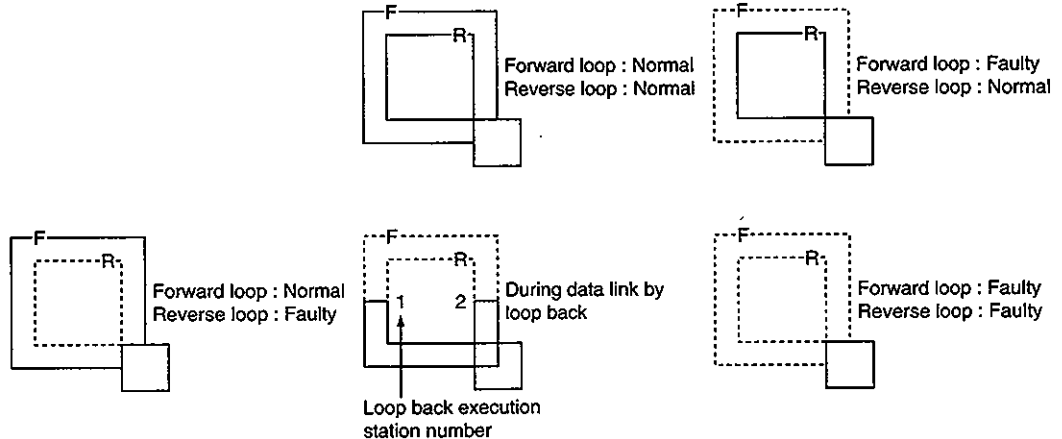 F
R
Forward loop : Normal
Reverse loop : Normal
F
R
Forward loop : Faulty
Reverse loop : Normal
F
R
Forward loop : Normal
Reverse loop : Faulty
F
R
1
2
During data link by
loop back
Loop back execution
station number
F
R
Forward loop : Faulty
Reverse loop : Faulty